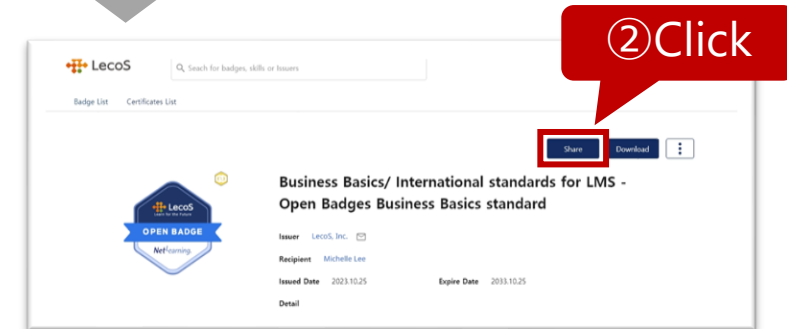 ②Click
LecoS
Seach for badges, skills or Issuers
Badge List Certificates List
Share Download
Business Basics/ International standards for LMS -
Open Badges Business Basics standard
LecoS
Learn for the Future
OPEN BADGE
Netlearning.
Issuer LecoS, Inc.
Recipient Michelle Lee
Issued Date 2023.10.25 Expire Date 2033.10.25
Detail